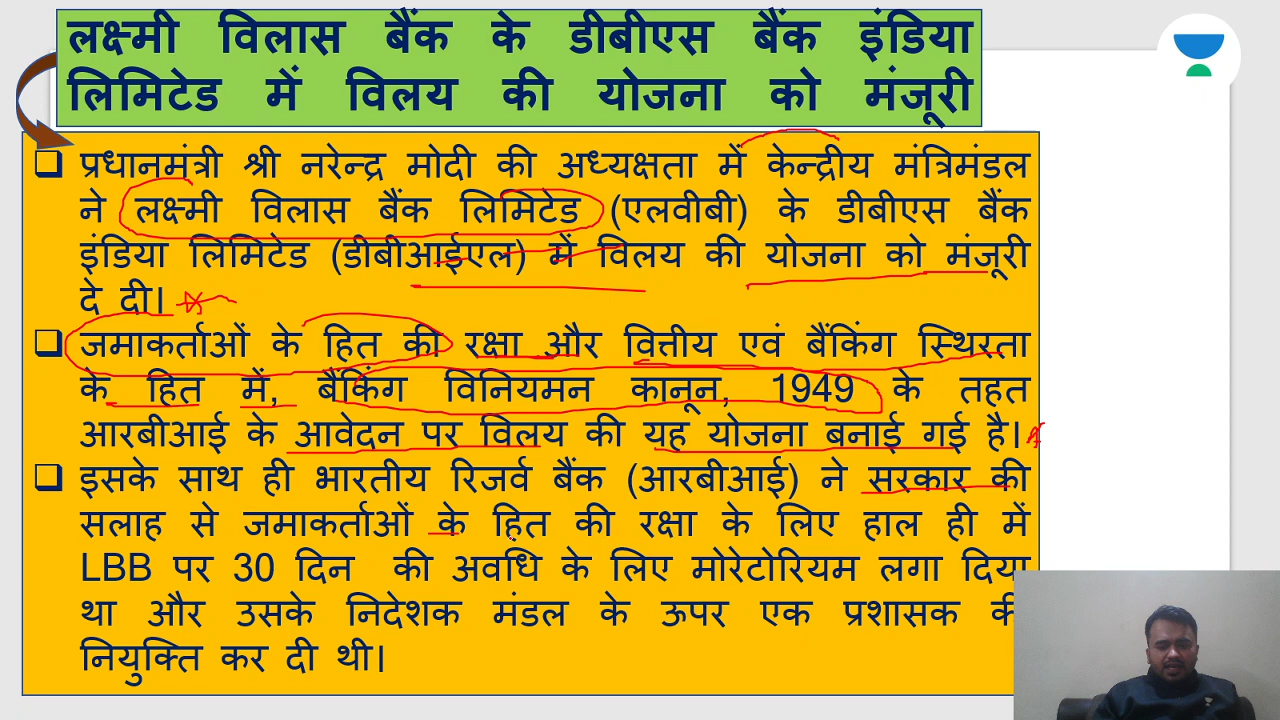 लक्ष्मी विलास बैंक के डीबीएस बैंक इंडिया
लिमिटेड में विलय की योजना को मंजूरी
प्रधानमंत्री श्री नरेन्द्र मोदी की अध्यक्षता में केन्द्रीय मंत्रिमंडल
ने लक्ष्मी विलास बैंक लिमिटेड (एलवीबी) के डीबीएस बैंक
इंडिया लिमिटेड (डीबीआईएल) में विलय की योजना को मंजूरी
दे दी।
जमाकर्ताओं के हित की रक्षा और वित्तीय एवं बैंकिंग स्थिरता
के हित में, बैंकिंग विनियमन कानून, 1949 के तहत
आरबीआई के आवेदन पर विलय की यह योजना बनाई गई है।
इसके साथ ही भारतीय रिजर्व बैंक (आरबीआई) ने सरकार की
सलाह से जमाकर्ताओं के हित की रक्षा के लिए हाल ही में
LBB पर 30 दिन की अवधि के लिए मोरेटोरियम लगा दिया
था और उसके निदेशक मंडल के ऊपर एक प्रशासक की
नियुक्ति कर दी थी।